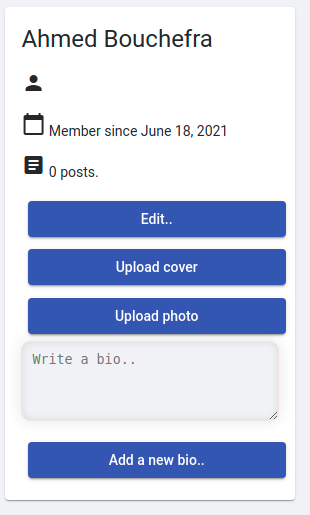 Ahmed Bouchefra
Member since June 18, 2021
0 posts.
Edit..
Upload cover
Upload photo
Write a bio..
Add a new bio..